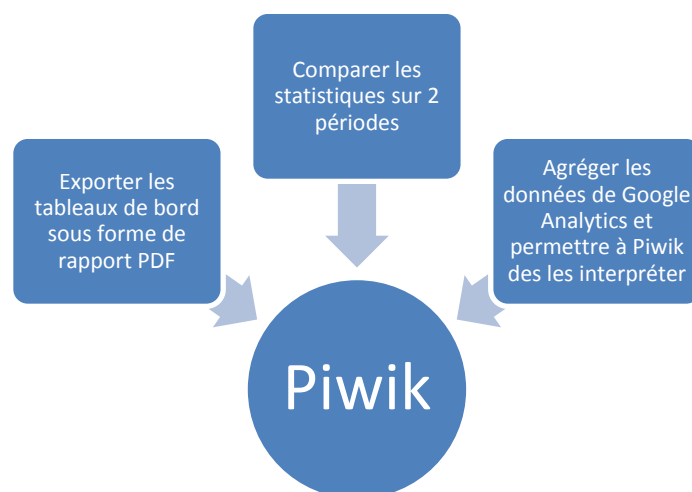 Comparer les
statistiques sur 2
périodes
Exporter les
tableaux de bord
sous forme de
rapport PDF
Agréger les
données de Google
Analytics et
permettre à Piwik
des les interpréter
Piwik